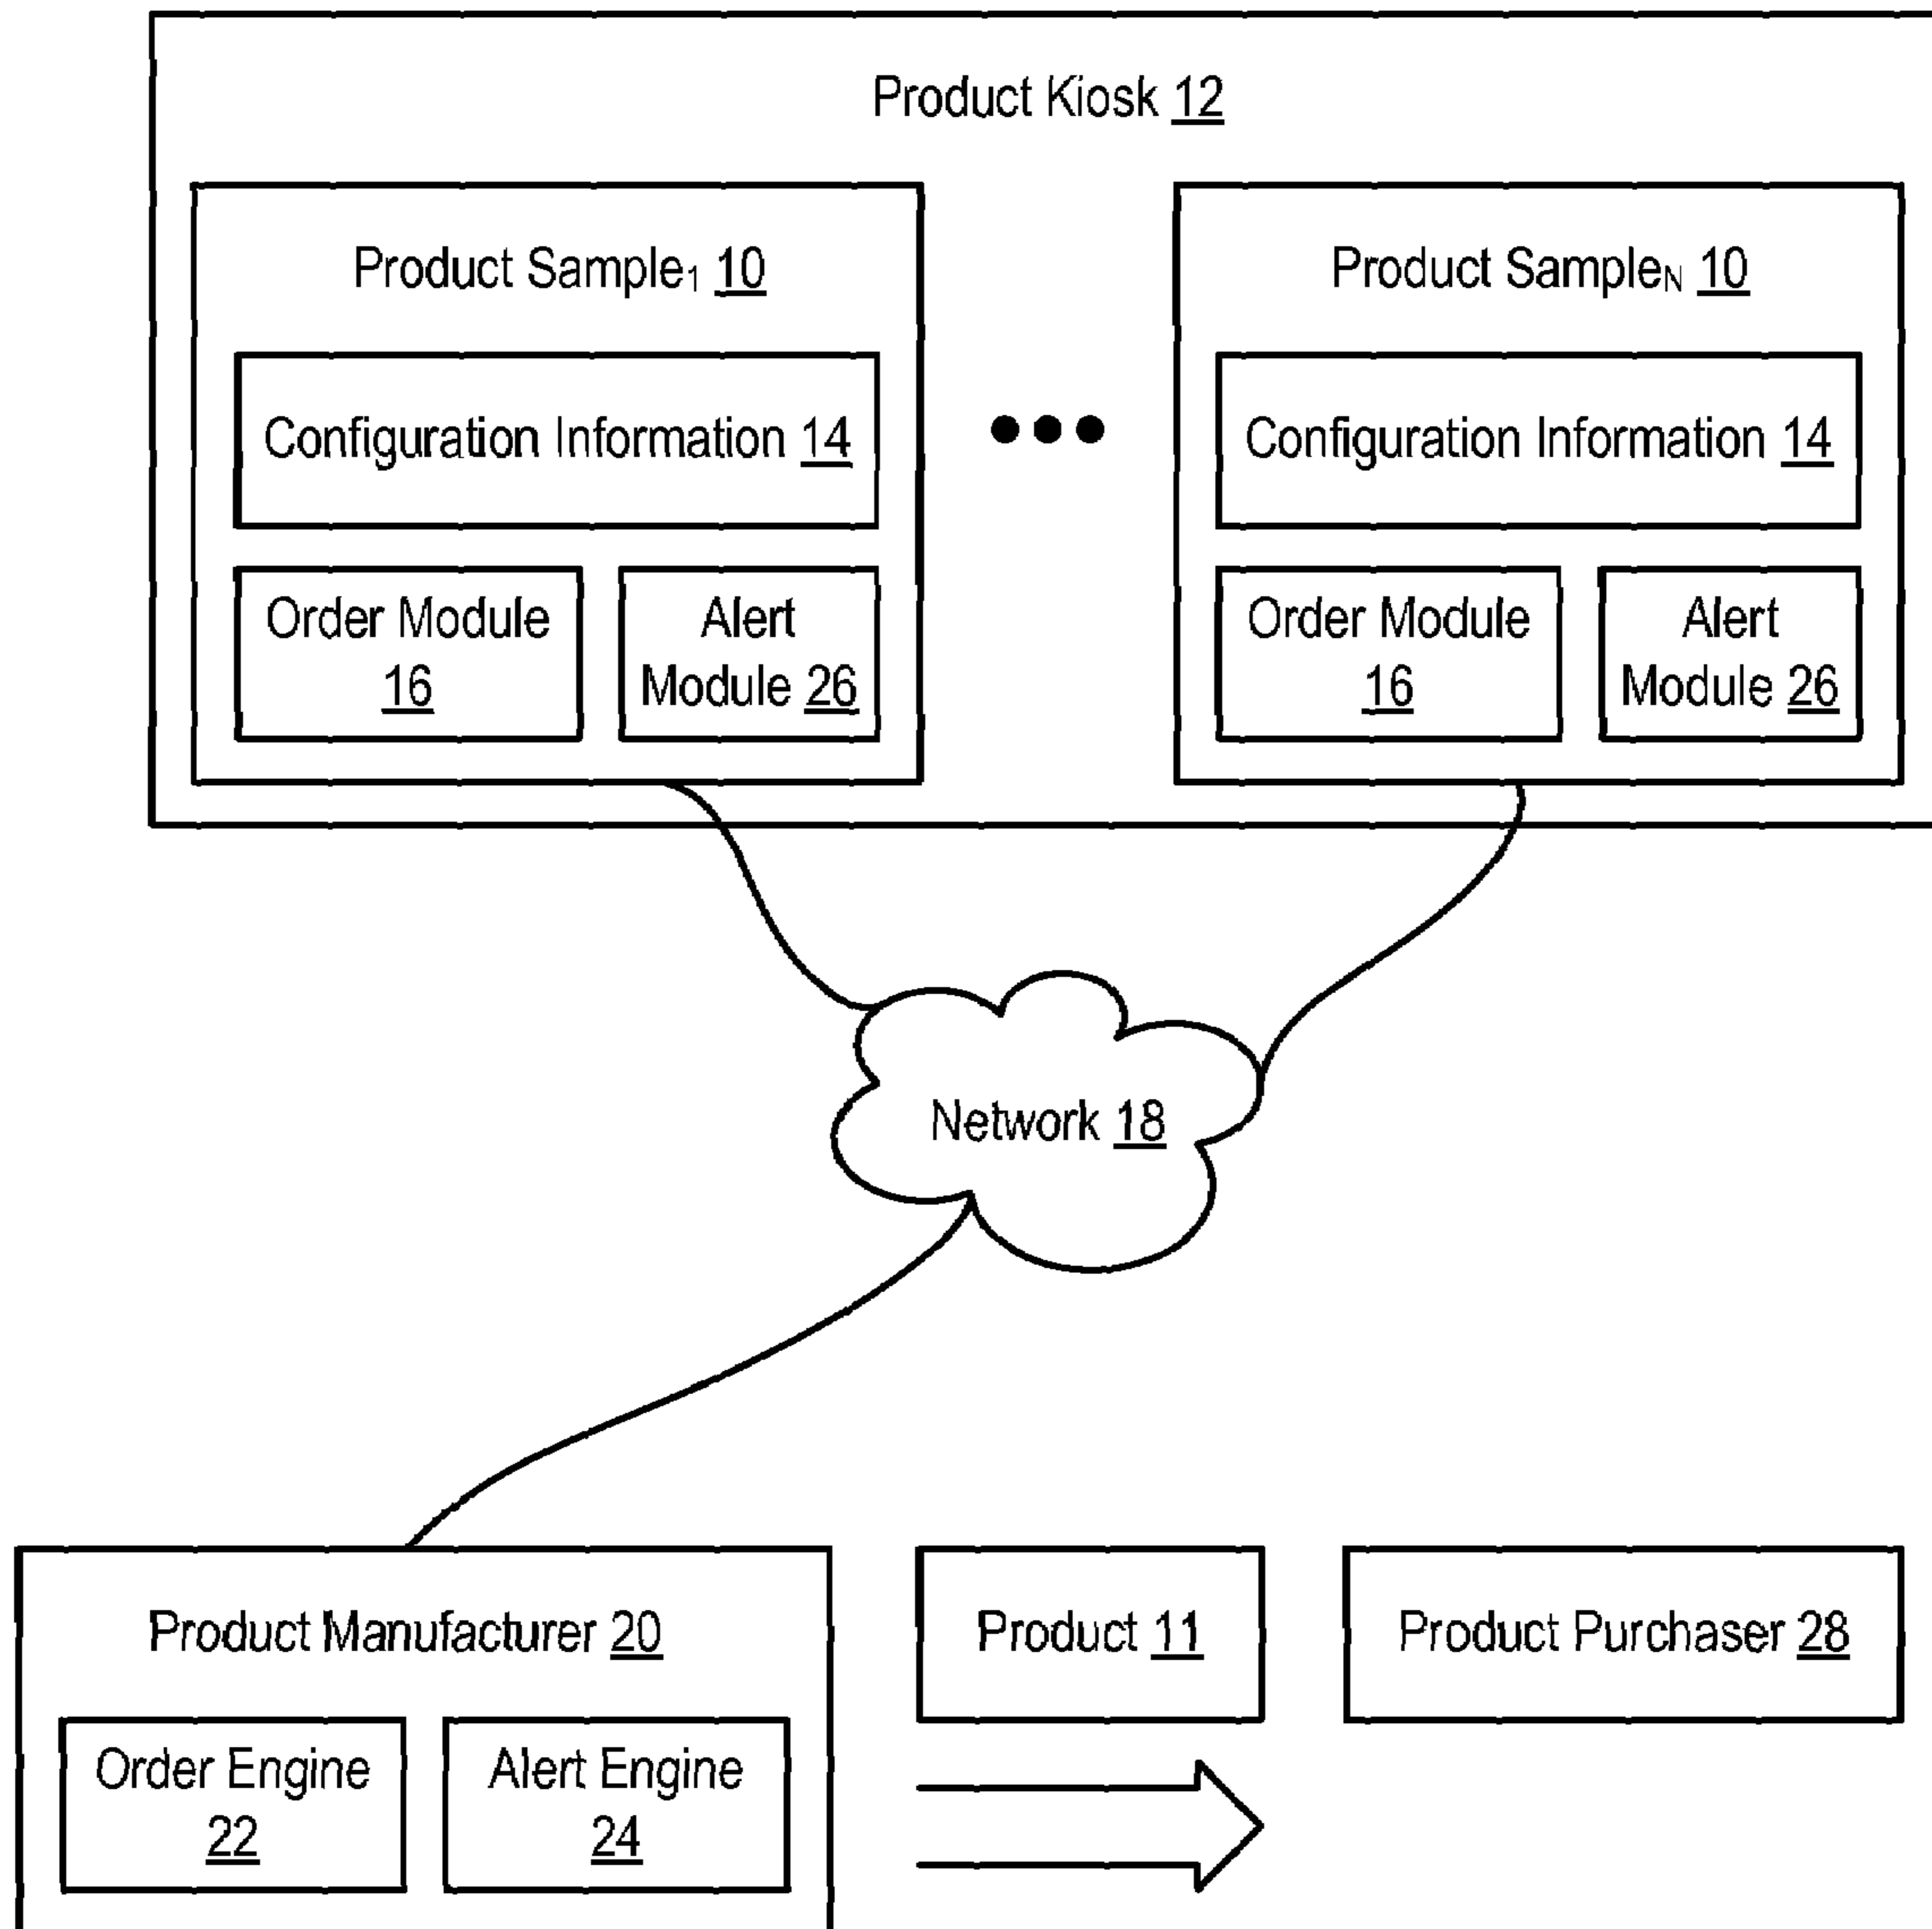 Product Kiosk 12
Product Sample₁ 10
Product Sample_N 10
Configuration Information 14
Configuration Information 14
Order Module
16
Alert
Module 26
Order Module
16
Alert
Module 26
Network 18
Product Manufacturer 20
Product 11
Product Purchaser 28
Order Engine
22
Alert Engine
24